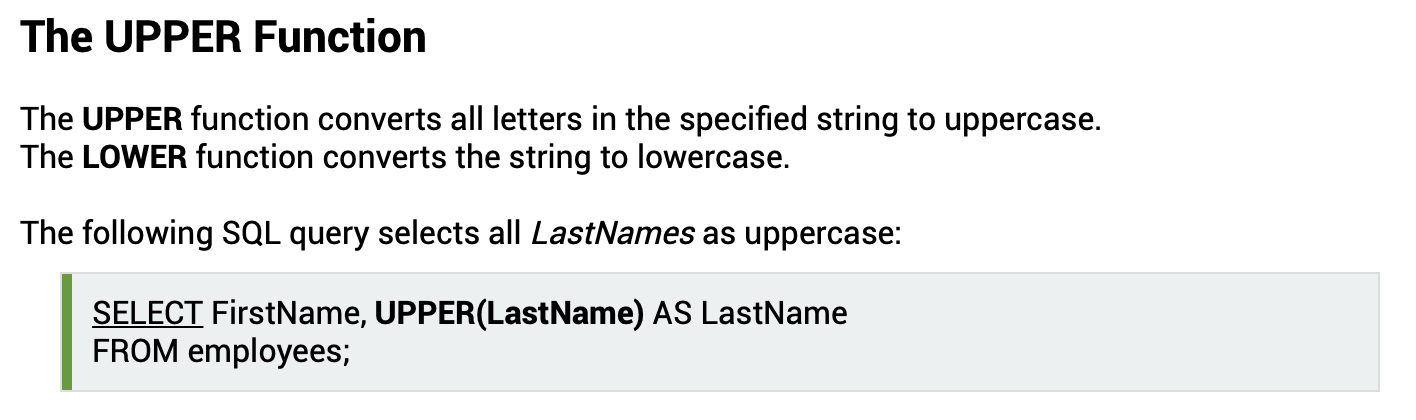 The UPPER Function
The UPPER function converts all letters in the specified string to uppercase.
The LOWER function converts the string to lowercase.
The following SQL query selects all LastNames as uppercase:
SELECT FirstName, UPPER(LastName) AS LastName
FROM employees;